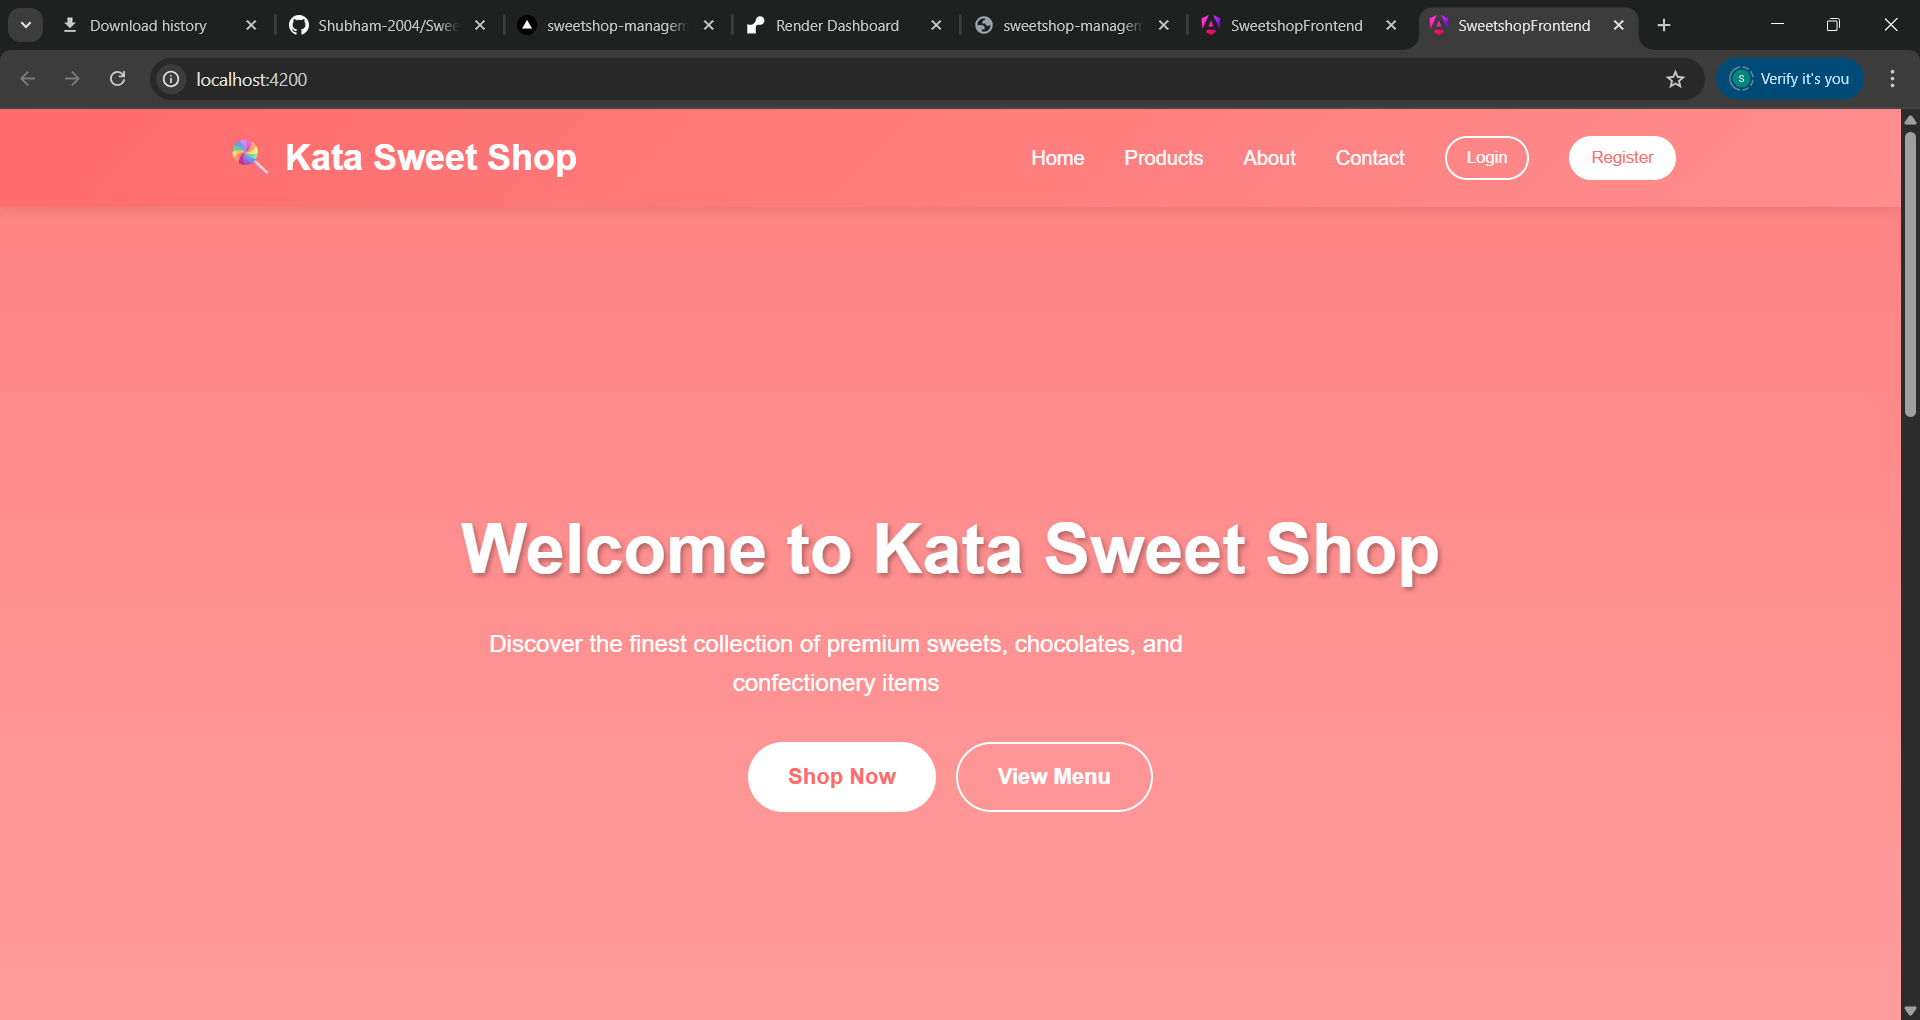 Download history
Shubham-2004/Swee
sweetshop-managem
Render Dashboard
sweetshop-managem
SweetshopFrontend
SweetshopFrontend
localhost:4200
S
Verify it's you
Kata Sweet Shop
Home
Products
About
Contact
Login
Register
Welcome to Kata Sweet Shop
Discover the finest collection of premium sweets, chocolates, and
confectionery items
Shop Now
View Menu